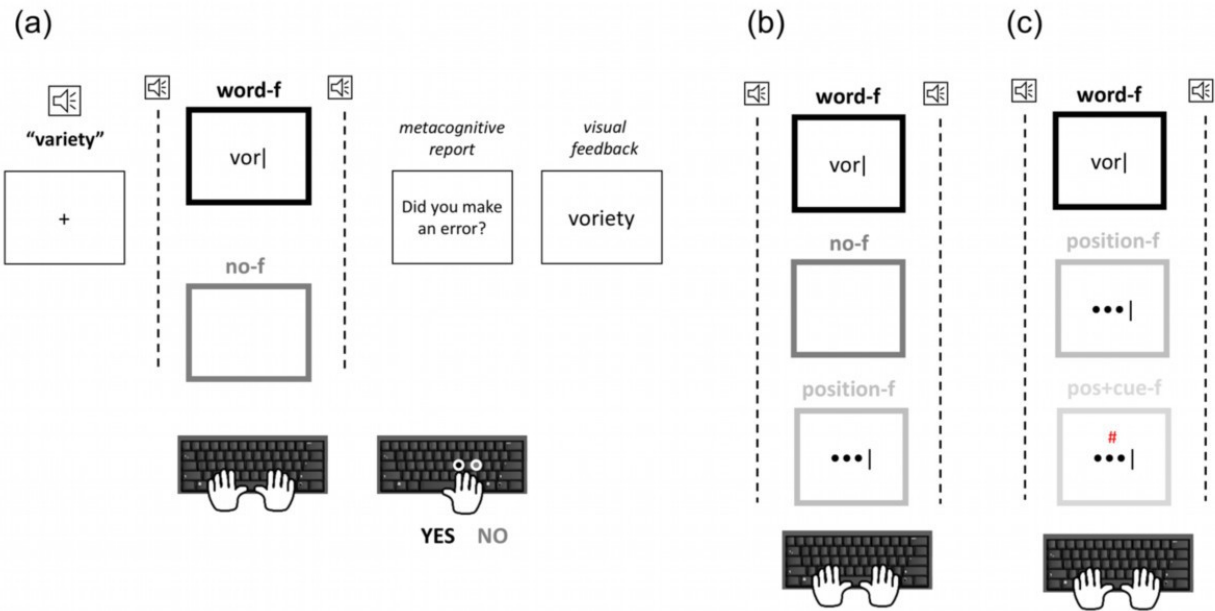 (a)
“variety”
+
word-f
vor|
no-f
metacognitive
report
Did you make
an error?
visual
feedback
voriety
YES NO
(b)
word-f
vor|
no-f
position-f
•••|
(c)
word-f
vor|
position-f
•••|
pos+cue-f
#
•••|